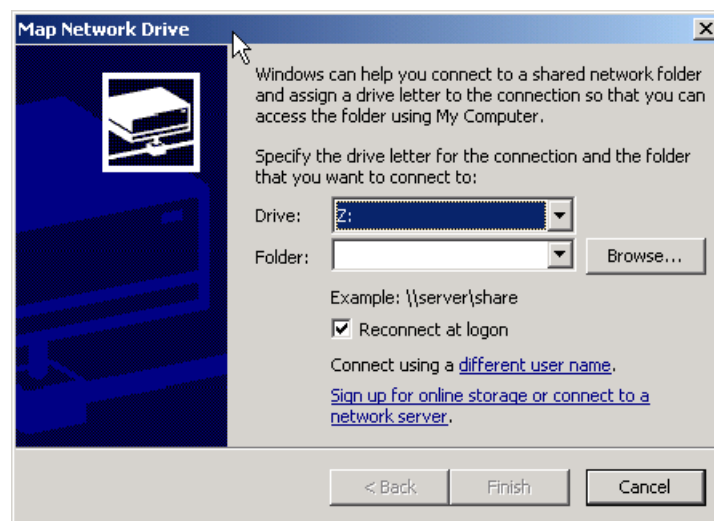 Map Network Drive
Windows can help you connect to a shared network folder
and assign a drive letter to the connection so that you can
access the folder using My Computer.
Specify the drive letter for the connection and the folder
that you want to connect to:
Drive: Z:
Folder: Browse...
Example: \\server\share
Reconnect at logon
Connect using a different user name.
Sign up for online storage or connect to a
network server.
< Back Finish Cancel